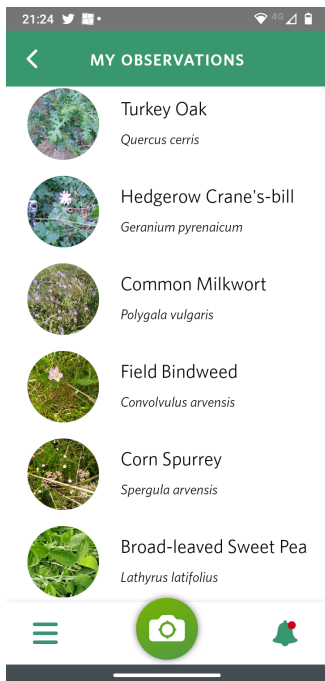 21:24
4G
MY OBSERVATIONS
Turkey Oak
Quercus cerris
Hedgerow Crane's-bill
Geranium pyrenaicum
Common Milkwort
Polygala vulgaris
Field Bindweed
Convolvulus arvensis
Corn Spurrey
Spergula arvensis
Broad-leaved Sweet Pea
Lathyrus latifolius